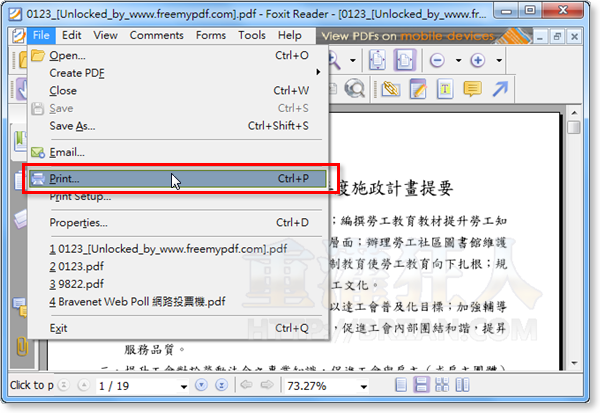 0123_[Unlocked_by_www.freemypdf.com].pdf - Foxit Reader - [0123_[Unlocked_by_www.fr...
File Edit View Comments Forms Tools Help View PDFs on mobile devices
Open... Ctrl+O
Create PDF
Close Ctrl+W
Save Ctrl+S
Save As... Ctrl+Shift+S
Email...
Print... Ctrl+P
Print Setup...
Properties... Ctrl+D
1 0123_[Unlocked_by_www.freemypdf.com].pdf
2 0123.pdf
3 9822.pdf
4 Bravenet Web Poll 網路投票機.pdf
Exit Ctrl+Q
度施政計畫提要
；編撰勞工教育教材提升勞工知
層面；辦理勞工社區圖書館維護
制教育使勞工教育向下扎根；規
工文化。
以達工會普及化目標；加強輔導
，促進工會內部團結和諧，提昇
服務品質。
重灌狂人
HTTP://BRIIAN.COM
Click to p 1 / 19 73.27%